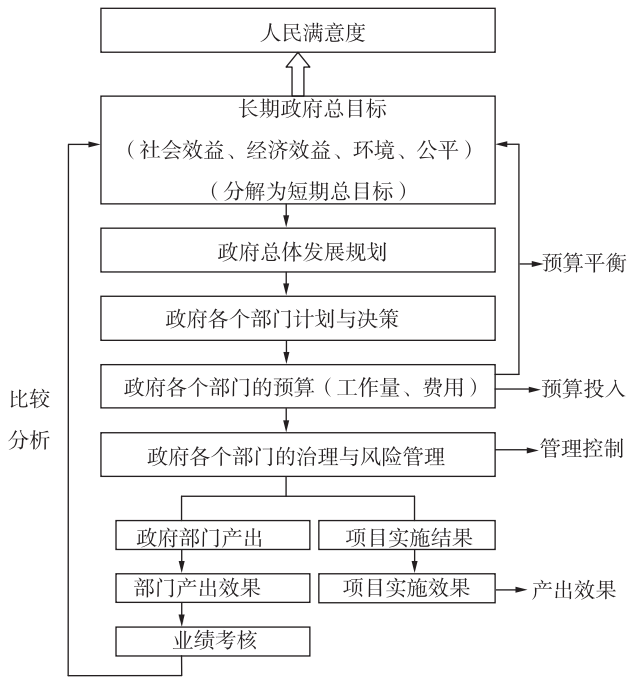 人民满意度
长期政府总目标
（社会效益、经济效益、环境、公平）
（分解为短期总目标）
政府总体发展规划
预算平衡
政府各个部门计划与决策
政府各个部门的预算（工作量、费用）
预算投入
比较
分析
政府各个部门的治理与风险管理
管理控制
政府部门产出
项目实施结果
部门产出效果
项目实施效果
产出效果
业绩考核